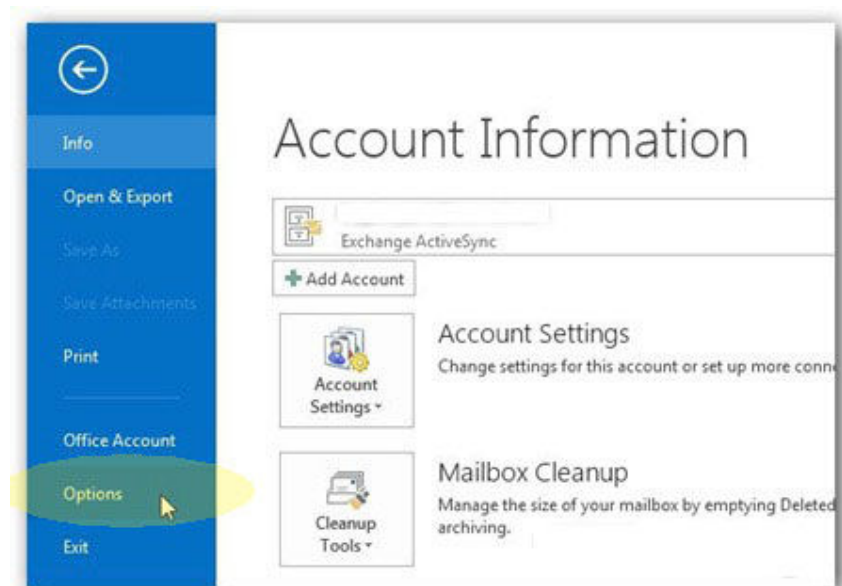 Info
Open & Export
Save As
Save Attachments
Print
Office Account
Options
Exit
Account Information
Exchange ActiveSync
Add Account
Account
Settings
Account Settings
Change settings for this account or set up more conn
Cleanup
Tools
Mailbox Cleanup
Manage the size of your mailbox by emptying Deleted
archiving.